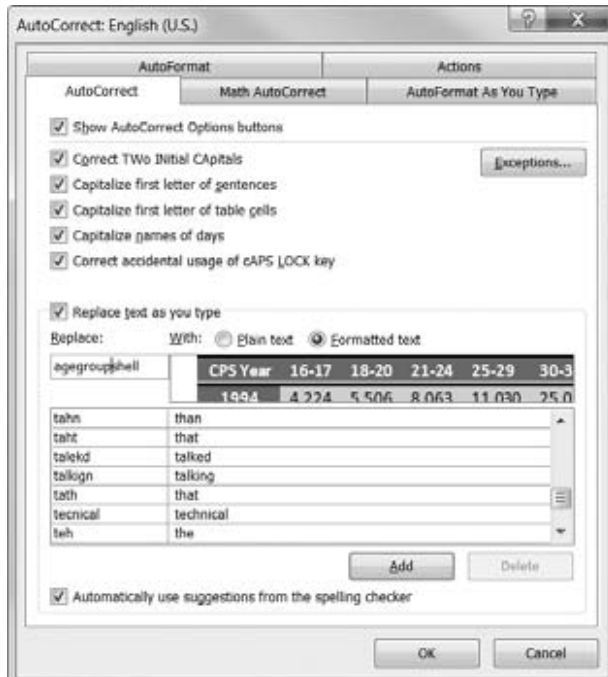 AutoCorrect: English (U.S.)
AutoFormat Actions
AutoCorrect Math AutoCorrect AutoFormat As You Type
Show AutoCorrect Options buttons
Correct TWo INitial CApitals Exceptions...
Capitalize first letter of sentences
Capitalize first letter of table cells
Capitalize names of days
Correct accidental usage of cAPS LOCK key
Replace text as you type
Replace: With: Plain text Formatted text
agegroupshell CPS Year 16-17 18-20 21-24 25-29 30-3
1994 4,224 5,506 8,063 11,030 25,0
tahn than
taht that
talekd talked
talkign talking
tath that
tecnical technical
teh the
Add Delete
Automatically use suggestions from the spelling checker
OK Cancel